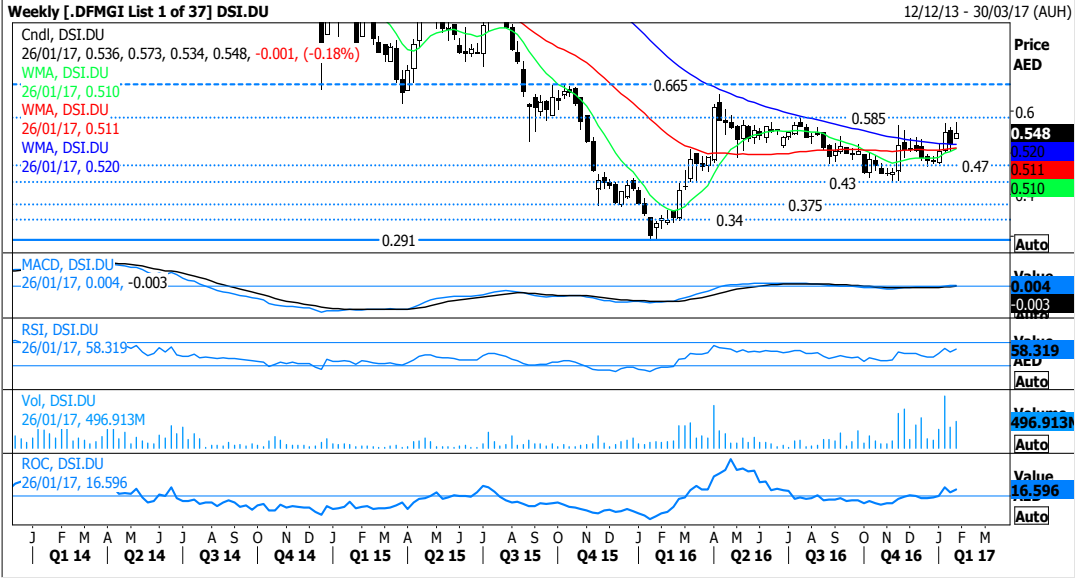 Weekly [.DFMGI List 1 of 37] DSI.DU
12/12/13 - 30/03/17 (AUH)
Cndl, DSI.DU
26/01/17, 0.536, 0.573, 0.534, 0.548, -0.001, (-0.18%)
WMA, DSI.DU
26/01/17, 0.510
WMA, DSI.DU
26/01/17, 0.511
WMA, DSI.DU
26/01/17, 0.520
Price
AED
0.665
0.585
0.6
0.548
0.520
0.47
0.511
0.43
0.510
0.375
0.34
0.291
Auto
MACD, DSI.DU
26/01/17, 0.004, -0.003
Value
0.004
-0.003
RSI, DSI.DU
26/01/17, 58.319
58.319
AED
Auto
Vol, DSI.DU
26/01/17, 496.913M
496.913M
Auto
ROC, DSI.DU
26/01/17, 16.596
Value
16.596
Auto
J F M A M J J A S O N D J F M A M J J A S O N D J F M A M J J A S O N D J F M
Q1 14 Q2 14 Q3 14 Q4 14 Q1 15 Q2 15 Q3 15 Q4 15 Q1 16 Q2 16 Q3 16 Q4 16 Q1 17